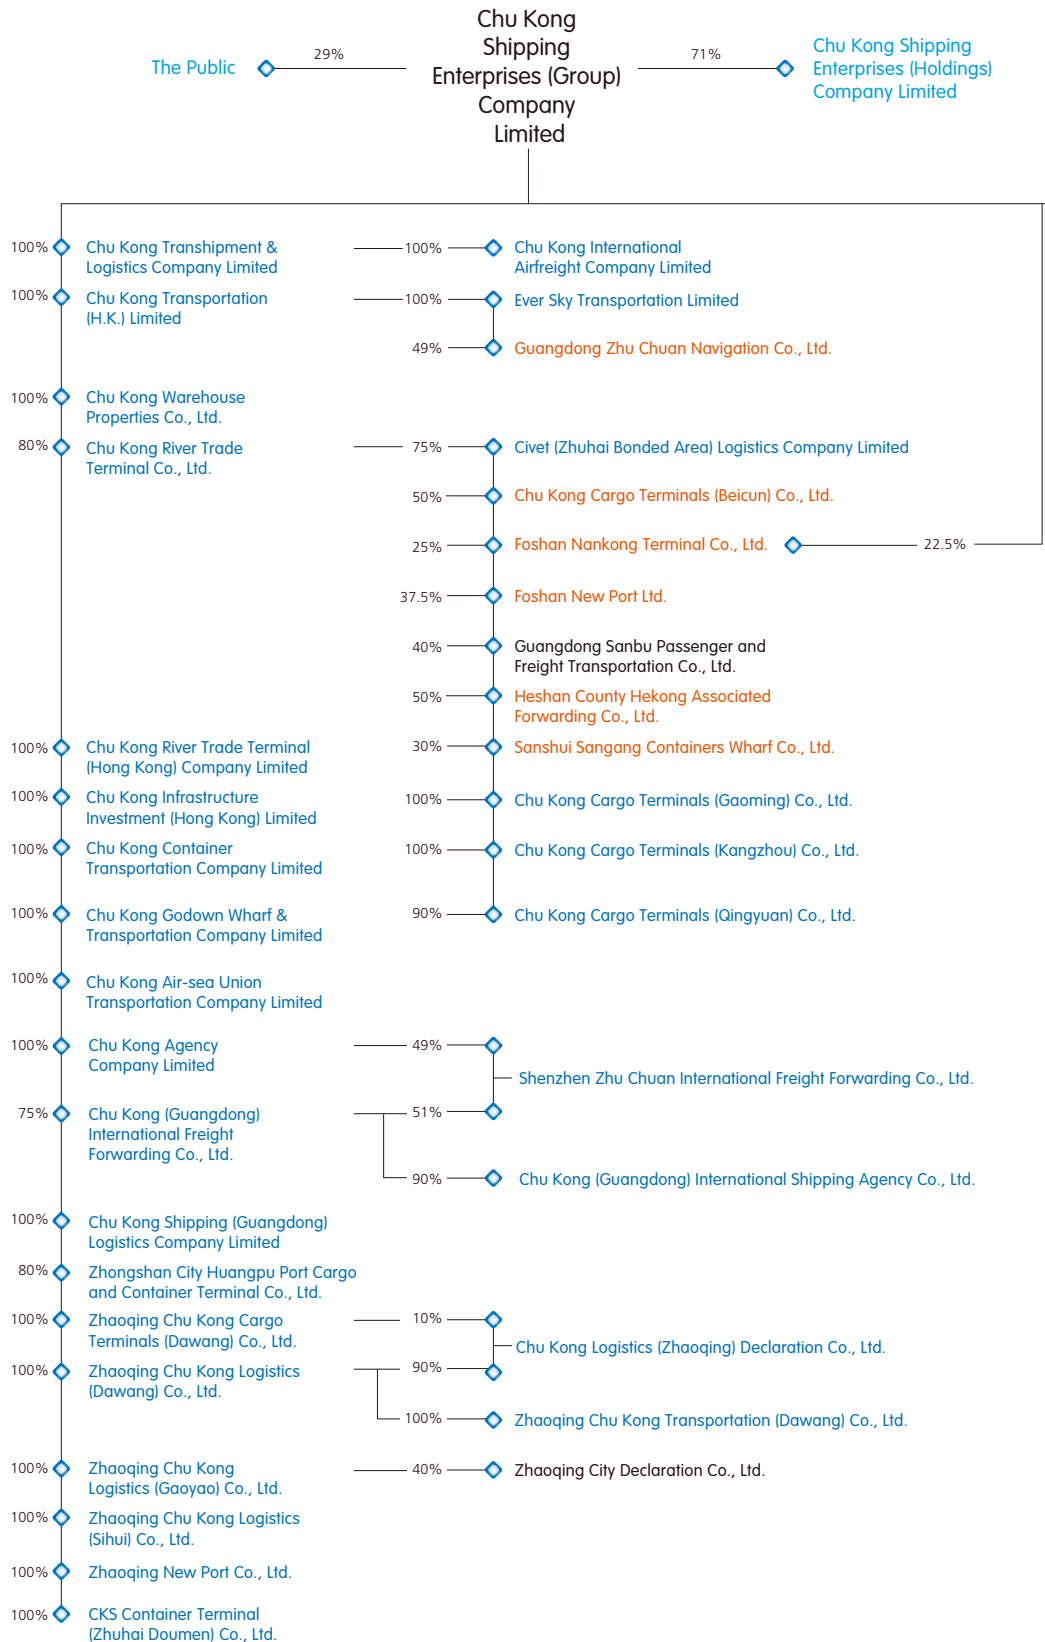 Chu Kong
Shipping
Enterprises (Group)
Company
Limited
The Public
29%
71%
Chu Kong Shipping
Enterprises (Holdings)
Company Limited
100%
Chu Kong Transhipment &
Logistics Company Limited
100%
Chu Kong International
Airfreight Company Limited
100%
Chu Kong Transportation
(H.K.) Limited
100%
Ever Sky Transportation Limited
49%
Guangdong Zhu Chuan Navigation Co., Ltd.
100%
Chu Kong Warehouse
Properties Co., Ltd.
80%
Chu Kong River Trade
Terminal Co., Ltd.
75%
Civet (Zhuhai Bonded Area) Logistics Company Limited
50%
Chu Kong Cargo Terminals (Beicun) Co., Ltd.
25%
Foshan Nankong Terminal Co., Ltd.
22.5%
37.5%
Foshan New Port Ltd.
40%
Guangdong Sanbu Passenger and
Freight Transportation Co., Ltd.
50%
Heshan County Hekong Associated
Forwarding Co., Ltd.
100%
Chu Kong River Trade Terminal
(Hong Kong) Company Limited
30%
Sanshui Sangang Containers Wharf Co., Ltd.
100%
Chu Kong Infrastructure
Investment (Hong Kong) Limited
100%
Chu Kong Cargo Terminals (Gaoming) Co., Ltd.
100%
Chu Kong Container
Transportation Company Limited
100%
Chu Kong Cargo Terminals (Kangzhou) Co., Ltd.
100%
Chu Kong Godown Wharf &
Transportation Company Limited
90%
Chu Kong Cargo Terminals (Qingyuan) Co., Ltd.
100%
Chu Kong Air-sea Union
Transportation Company Limited
100%
Chu Kong Agency
Company Limited
49%
Shenzhen Zhu Chuan International Freight Forwarding Co., Ltd.
75%
Chu Kong (Guangdong)
International Freight
Forwarding Co., Ltd.
51%
90%
Chu Kong (Guangdong) International Shipping Agency Co., Ltd.
100%
Chu Kong Shipping (Guangdong)
Logistics Company Limited
80%
Zhongshan City Huangpu Port Cargo
and Container Terminal Co., Ltd.
100%
Zhaoqing Chu Kong Cargo
Terminals (Dawang) Co., Ltd.
10%
Chu Kong Logistics (Zhaoqing) Declaration Co., Ltd.
100%
Zhaoqing Chu Kong Logistics
(Dawang) Co., Ltd.
90%
100%
Zhaoqing Chu Kong Transportation (Dawang) Co., Ltd.
100%
Zhaoqing Chu Kong
Logistics (Gaoyao) Co., Ltd.
40%
Zhaoqing City Declaration Co., Ltd.
100%
Zhaoqing Chu Kong Logistics
(Sihui) Co., Ltd.
100%
Zhaoqing New Port Co., Ltd.
100%
CKS Container Terminal
(Zhuhai Doumen) Co., Ltd.